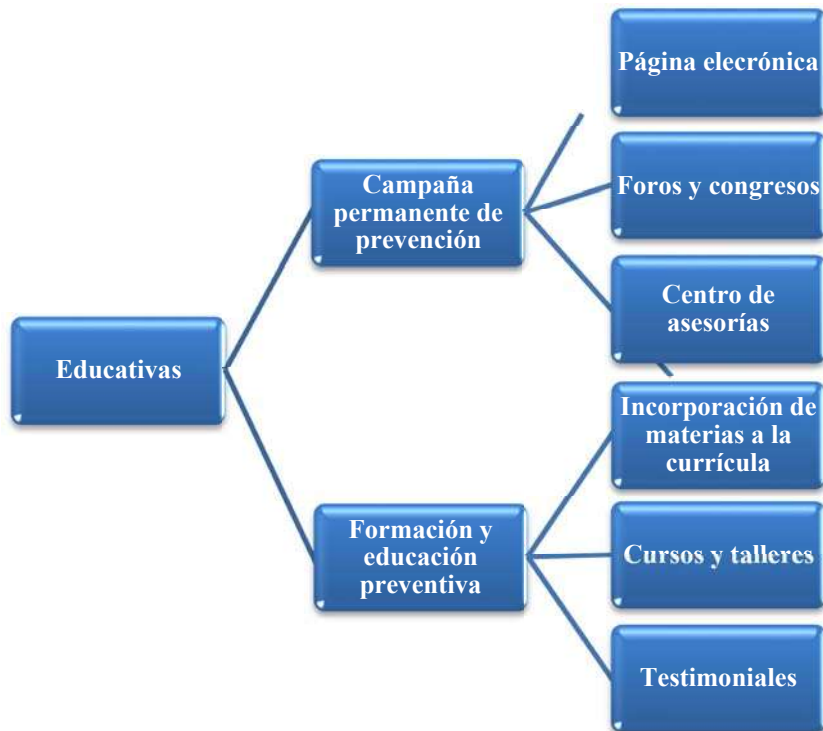 Educativas
Campaña
permanente de
prevención
Página elecrónica
Foros y congresos
Centro de
asesorías
Formación y
educación
preventiva
Incorporación de
materias a la
currícula
Cursos y talleres
Testimoniales